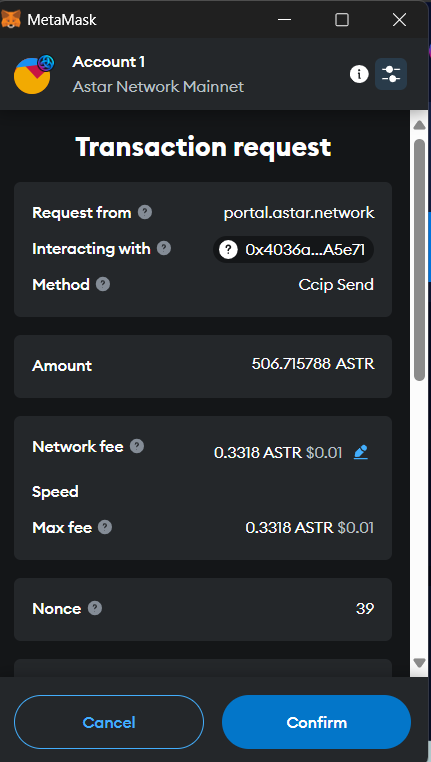 MetaMask
Account 1
Astar Network Mainnet
Transaction request
Request from ? portal.astar.network
Interacting with ? ? 0x4036a...A5e71
Method ? Ccip Send
Amount 506.715788 ASTR
Network fee ? 0.3318 ASTR $0.01
Speed
Max fee ? 0.3318 ASTR $0.01
Nonce ? 39
Cancel Confirm